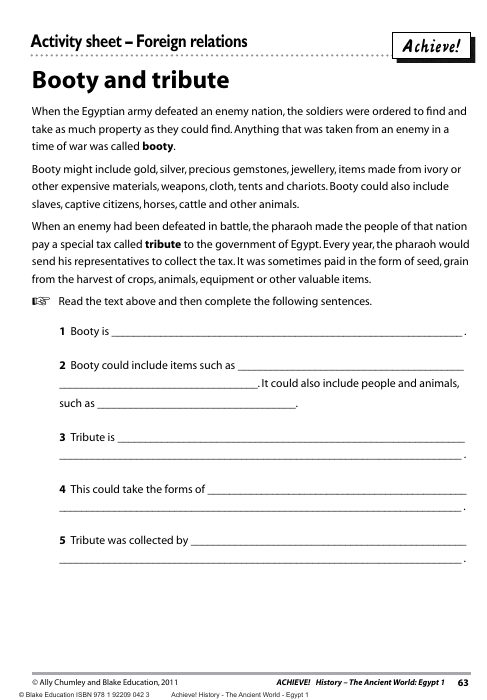 Activity sheet – Foreign relations
Achieve!
Booty and tribute
When the Egyptian army defeated an enemy nation, the soldiers were ordered to find and
take as much property as they could find. Anything that was taken from an enemy in a
time of war was called booty.
Booty might include gold, silver, precious gemstones, jewellery, items made from ivory or
other expensive materials, weapons, cloth, tents and chariots. Booty could also include
slaves, captive citizens, horses, cattle and other animals.
When an enemy had been defeated in battle, the pharaoh made the people of that nation
pay a special tax called tribute to the government of Egypt. Every year, the pharaoh would
send his representatives to collect the tax. It was sometimes paid in the form of seed, grain
from the harvest of crops, animals, equipment or other valuable items.
Read the text above and then complete the following sentences.
1 Booty is ______________________________ .
2 Booty could include items such as ______________________________
______________________________. It could also include people and animals,
such as ______________________________.
3 Tribute is ______________________________
______________________________ .
4 This could take the forms of ______________________________
______________________________ .
5 Tribute was collected by ______________________________
______________________________ .
© Ally Chumley and Blake Education, 2011 ACHIEVE! History – The Ancient World: Egypt 1 63
© Blake Education ISBN 978 1 92209 042 3 Achieve! History - The Ancient World - Egypt 1